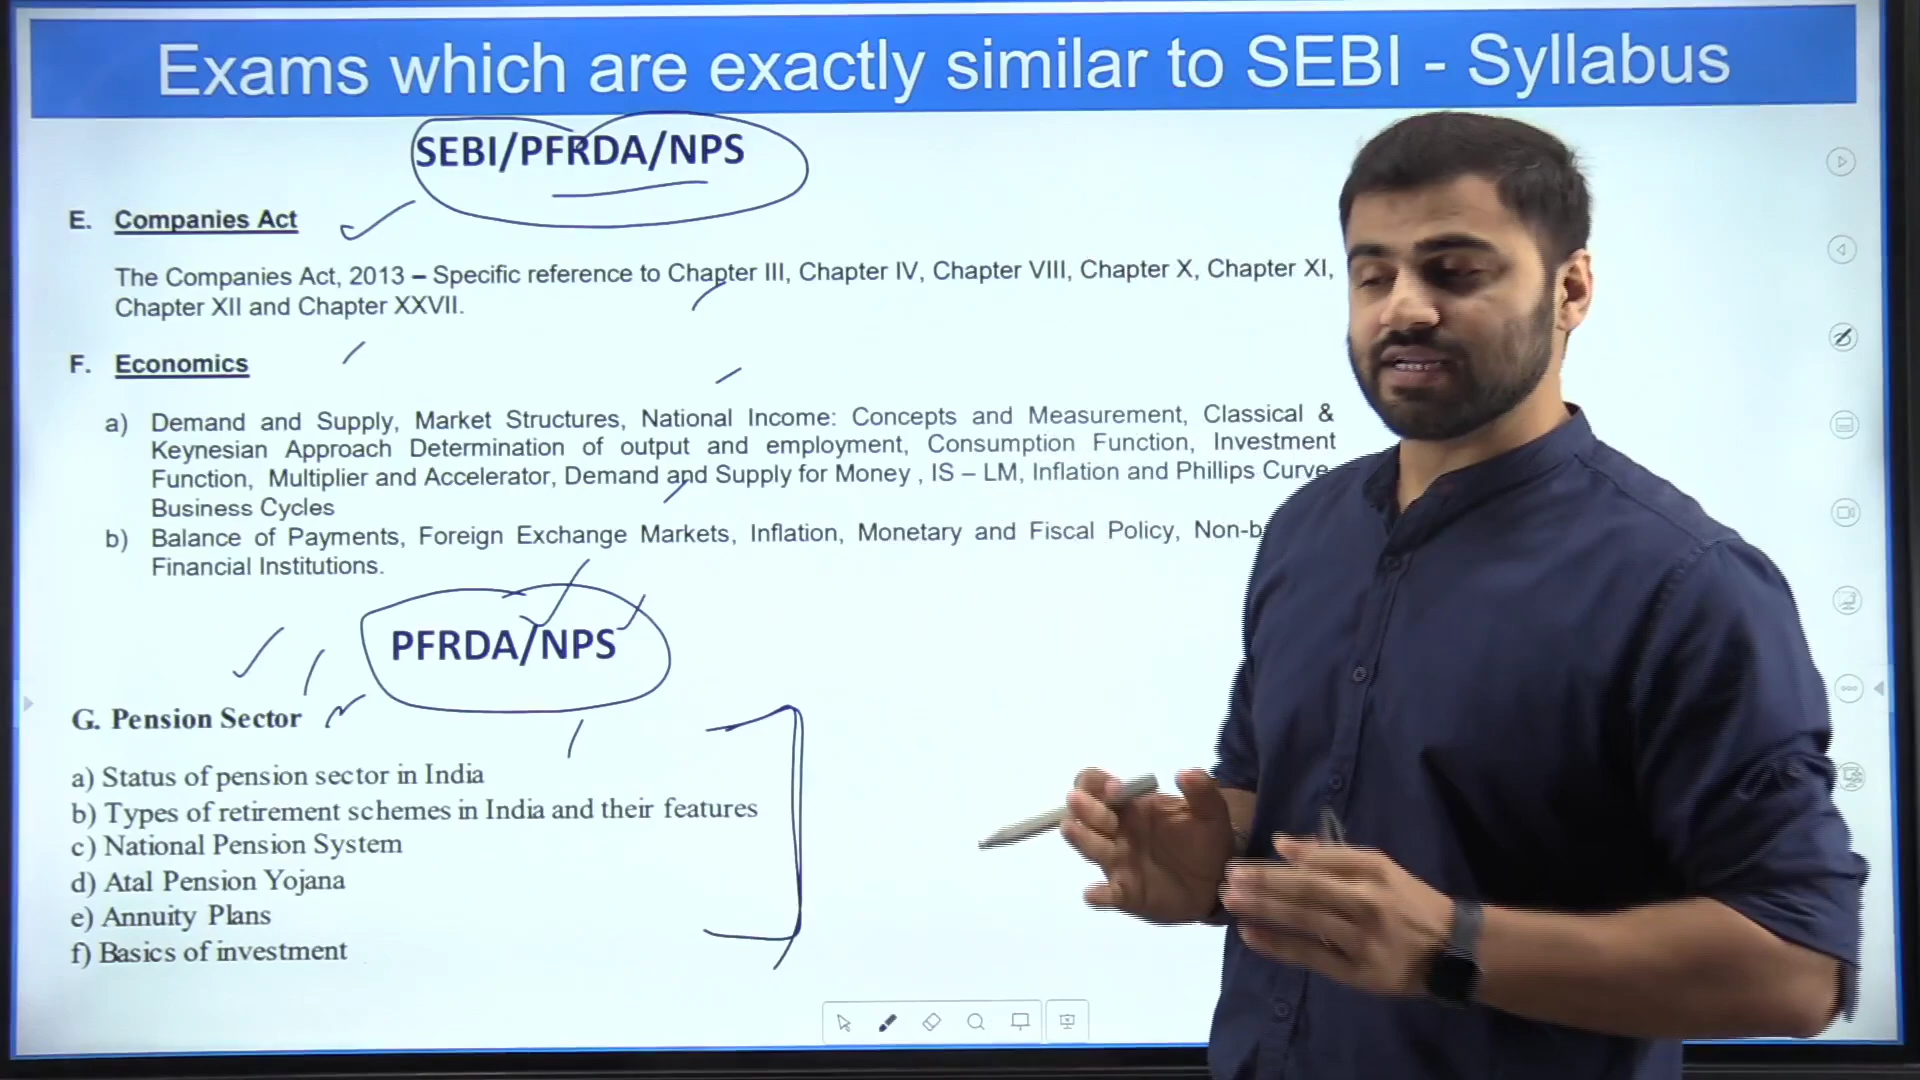 Exams which are exactly similar to SEBI - Syllabus
SEBI/PFRDA/NPS
E. Companies Act
The Companies Act, 2013 – Specific reference to Chapter III, Chapter IV, Chapter VIII, Chapter X, Chapter XI,
Chapter XII and Chapter XXVII.
F. Economics
a) Demand and Supply, Market Structures, National Income: Concepts and Measurement, Classical &
Keynesian Approach Determination of output and employment, Consumption Function, Investment
Function, Multiplier and Accelerator, Demand and Supply for Money , IS – LM, Inflation and Phillips Curve
Business Cycles
b) Balance of Payments, Foreign Exchange Markets, Inflation, Monetary and Fiscal Policy,
Financial Institutions.
PFRDA/NPS
G. Pension Sector
a) Status of pension sector in India
b) Types of retirement schemes in India and their features
c) National Pension System
d) Atal Pension Yojana
e) Annuity Plans
f) Basics of investment